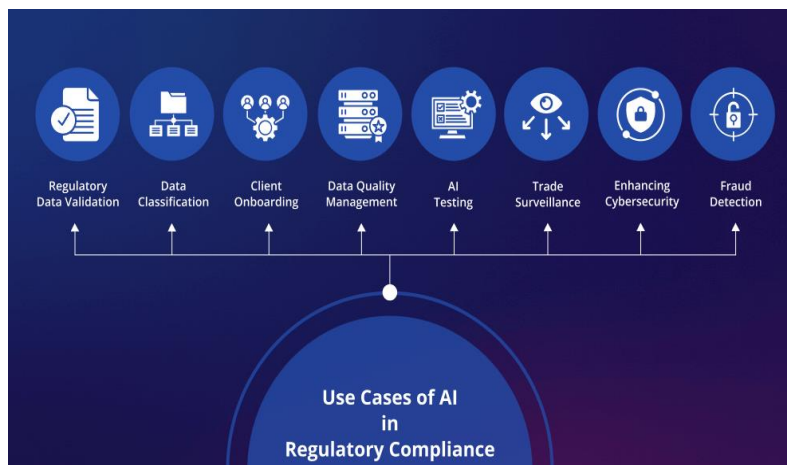 Regulatory
Data Validation
Data
Classification
Client
Onboarding
Data Quality
Management
AI
Testing
Trade
Surveillance
Enhancing
Cybersecurity
Fraud
Detection
Use Cases of AI
in
Regulatory Compliance